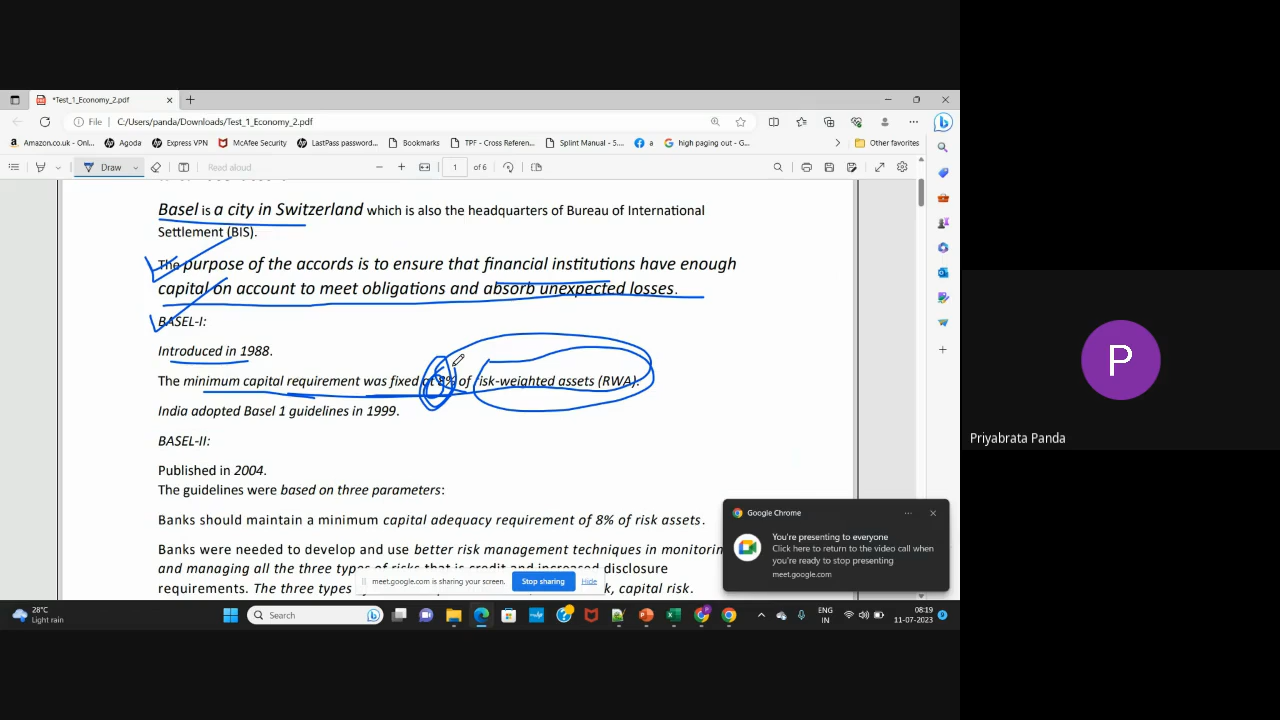 *Test_1_Economy_2.pdf
File C:/Users/panda/Downloads/Test_1_Economy_2.pdf
Amazon.co.uk - Onl... Agoda Express VPN McAfee Security LastPass password... Bookmarks TPF - Cross Referen... Splint Manual - 5.... a high paging out - G... Other favorites
Draw Read aloud 1 of 6
Basel is a city in Switzerland which is also the headquarters of Bureau of International
Settlement (BIS).
The purpose of the accords is to ensure that financial institutions have enough
capital on account to meet obligations and absorb unexpected losses.
BASEL-I:
Introduced in 1988.
The minimum capital requirement was fixed at 8% of risk-weighted assets (RWA).
India adopted Basel 1 guidelines in 1999.
BASEL-II:
Published in 2004.
The guidelines were based on three parameters:
Banks should maintain a minimum capital adequacy requirement of 8% of risk assets.
Banks were needed to develop and use better risk management techniques in monitorin
and managing all the three types of risks that is credit and increased disclosure
requirements. The three types k, capital risk.
P
Priyabrata Panda
Google Chrome
You're presenting to everyone
Click here to return to the video call when
you're ready to stop presenting
meet.google.com
meet.google.com is sharing your screen. Stop sharing Hide
28°C
Light rain
Search
ENG
IN
08:19
11-07-2023